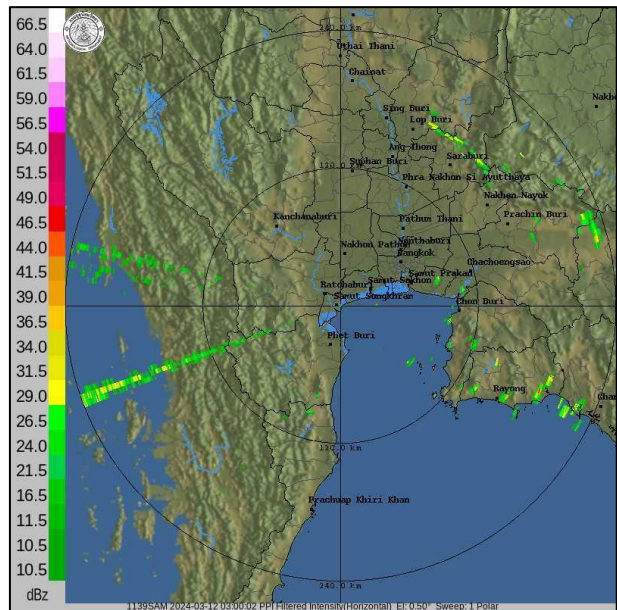 66.5
64.0
61.5
59.0
56.5
54.0
51.5
49.0
46.5
44.0
41.5
39.0
36.5
34.0
31.5
29.0
26.5
24.0
21.5
16.5
11.5
10.5
10.5
dBz
240.0 km
Uthai Thani
Chainat
Nakho
Sing Buri
Lop Buri
Ang Thong
Saraburi
Suphan Buri
120.0 km
Phra Nakhon Si Ayutthaya
Nakhon Nayok
Kanchanaburi
Pathum Thani
Prachin Buri
Nonthaburi
Nakhon Pathom
Bangkok
Chachoengsao
Samut Prakan
Samut Sakhon
Ratchaburi
Samut Songkhram
Chon Buri
Phet Buri
Rayong
Chan
120.0 km
Prachuap Khiri Khan
240.0 km
1139SAM 2024-03-12 03:00:02 PPI Filtered Intensity(Horizontal) El: 0.50° Sweep: 1 Polar